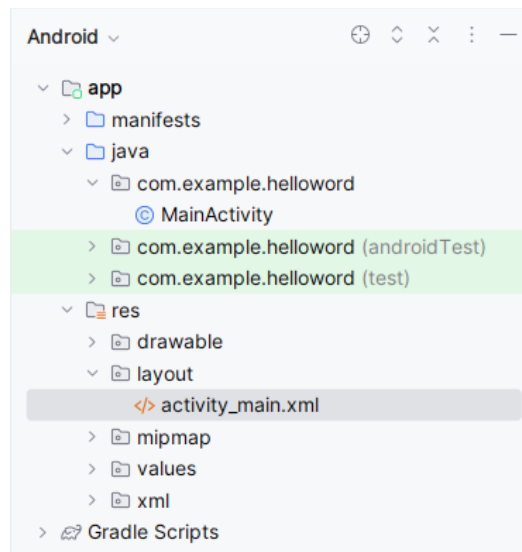 Android
app
manifests
java
com.example.helloword
MainActivity
com.example.helloword (androidTest)
com.example.helloword (test)
res
drawable
layout
activity_main.xml
mipmap
values
xml
Gradle Scripts